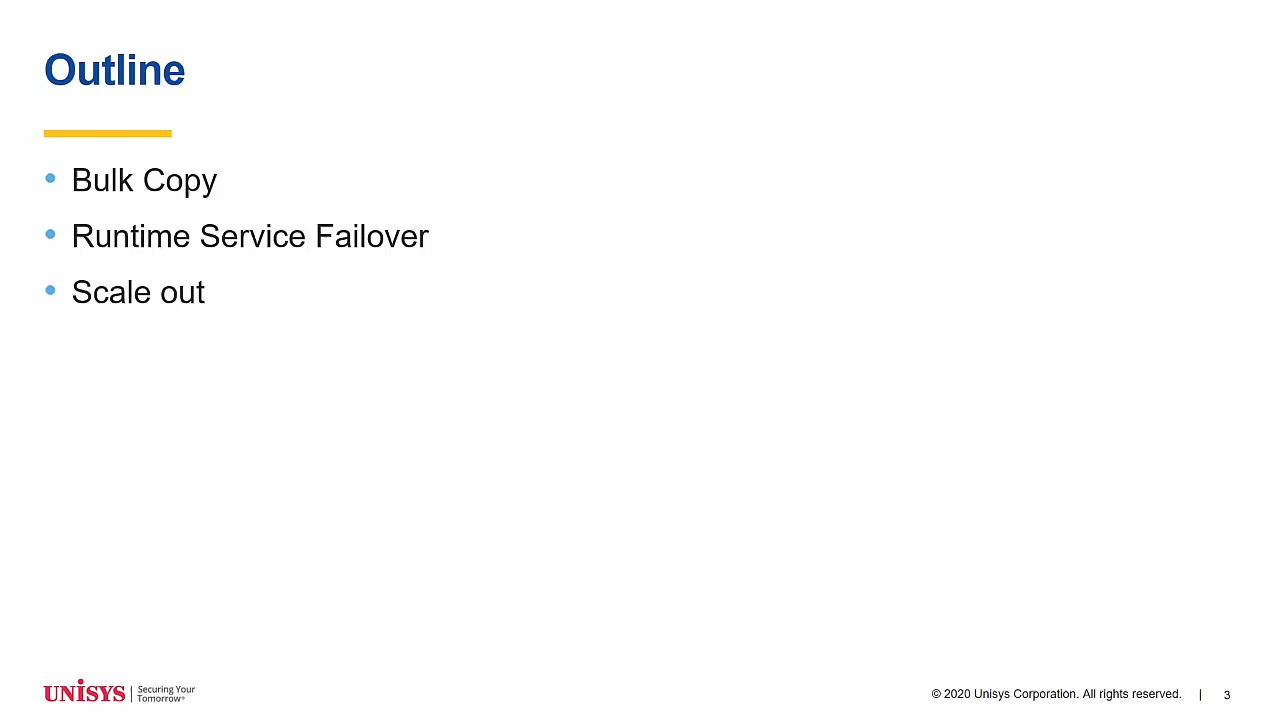 Outline
• Bulk Copy
• Runtime Service Failover
• Scale out
UNISYS | Securing Your
Tomorrow®
© 2020 Unisys Corporation. All rights reserved. | 3